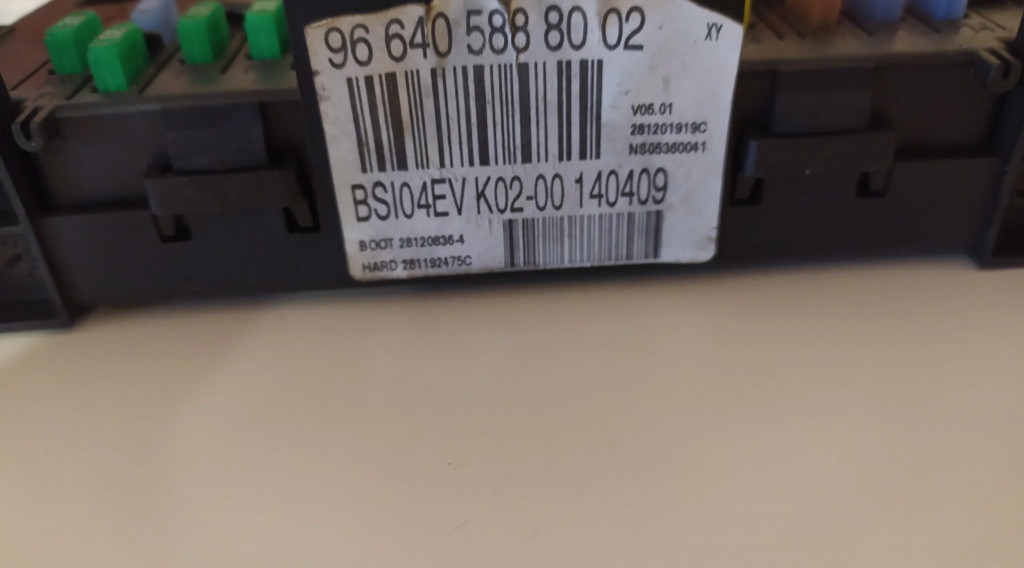 96 640 588 80 02
XY
V05.01
281201919C
NS05360041
BSI04EV K02-00 140409
BOOT 28120836-4
HARD 281192475C